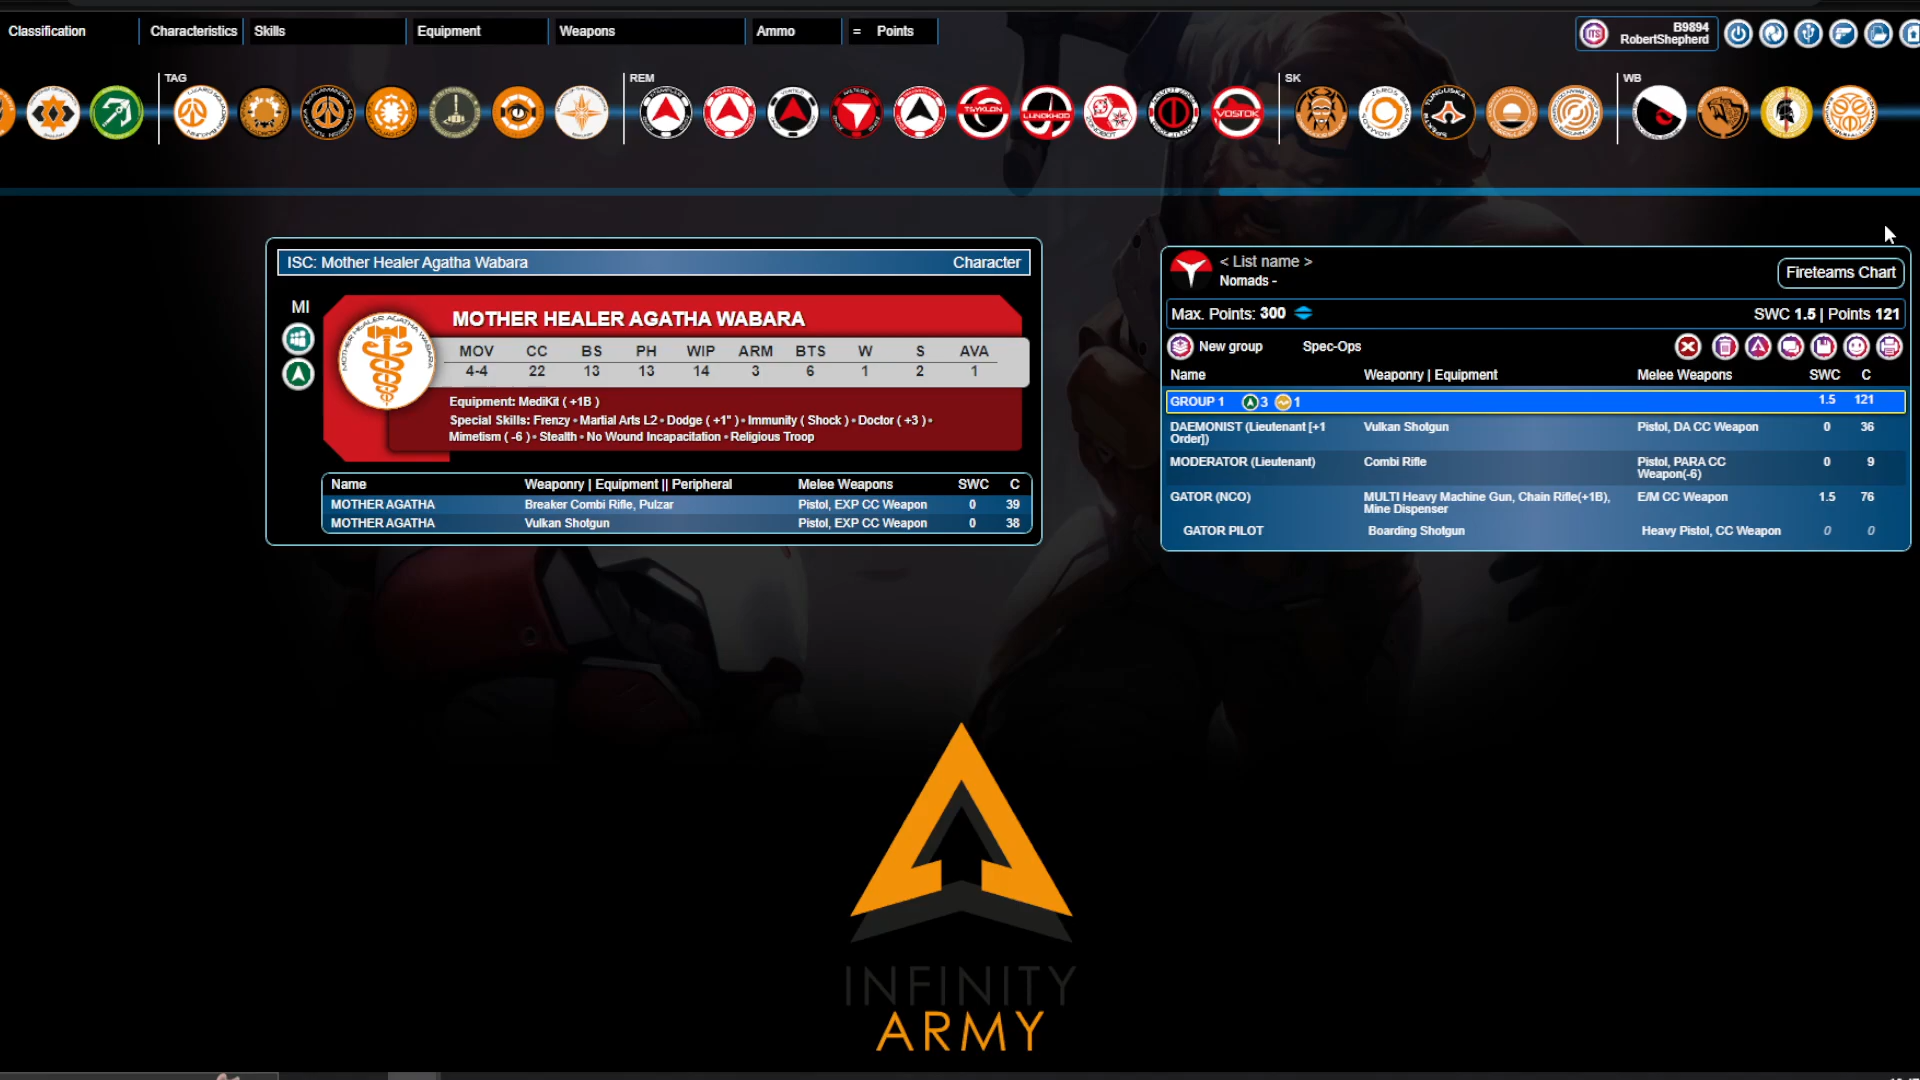 Classification Characteristics Skills Equipment Weapons Ammo = Points
B9894
RobertShepherd
TAG REM SK WB
TSYKLON LUNOKHOD VOSTOK
ISC: Mother Healer Agatha Wabara Character
MI
MOTHER HEALER AGATHA WABARA
MOTHER HEALER AGATHA WABARA
MOV CC BS PH WIP ARM BTS W S AVA
4-4 22 13 13 14 3 6 1 2 1
Equipment: MediKit ( +1B )
Special Skills: Frenzy • Martial Arts L2 • Dodge ( +1" ) • Immunity ( Shock ) • Doctor ( +3 ) •
Mimetism ( -6 ) • Stealth • No Wound Incapacitation • Religious Troop
Name Weaponry | Equipment || Peripheral Melee Weapons SWC C
MOTHER AGATHA Breaker Combi Rifle, Pulzar Pistol, EXP CC Weapon 0 39
MOTHER AGATHA Vulkan Shotgun Pistol, EXP CC Weapon 0 38
< List name >
Nomads -
Fireteams Chart
Max. Points: 300 SWC 1.5 | Points 121
New group Spec-Ops
Name Weaponry | Equipment Melee Weapons SWC C
GROUP 1 3 1 1.5 121
DAEMONIST (Lieutenant [+1 Order]) Vulkan Shotgun Pistol, DA CC Weapon 0 36
MODERATOR (Lieutenant) Combi Rifle Pistol, PARA CC Weapon(-6) 0 9
GATOR (NCO) MULTI Heavy Machine Gun, Chain Rifle(+1B), Mine Dispenser E/M CC Weapon 1.5 76
GATOR PILOT Boarding Shotgun Heavy Pistol, CC Weapon 0 0
INFINITY
ARMY